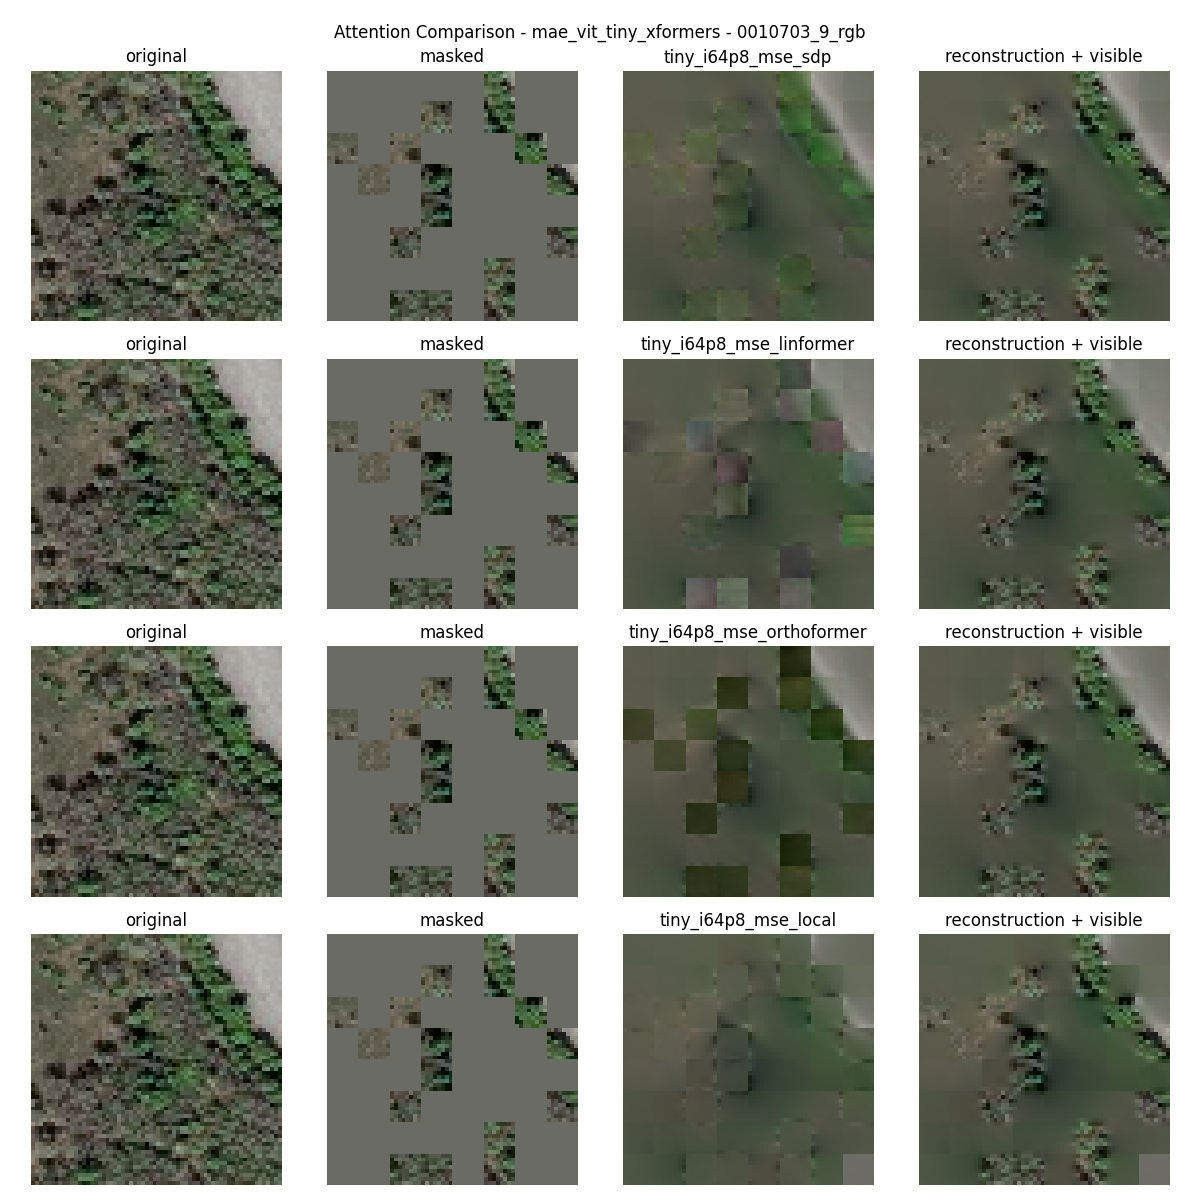 Attention Comparison - mae_vit_tiny_xformers - 0010703_9_rgb
original masked tiny_i64p8_mse_sdp reconstruction + visible
original masked tiny_i64p8_mse_linformer reconstruction + visible
original masked tiny_i64p8_mse_orthoformer reconstruction + visible
original masked tiny_i64p8_mse_local reconstruction + visible